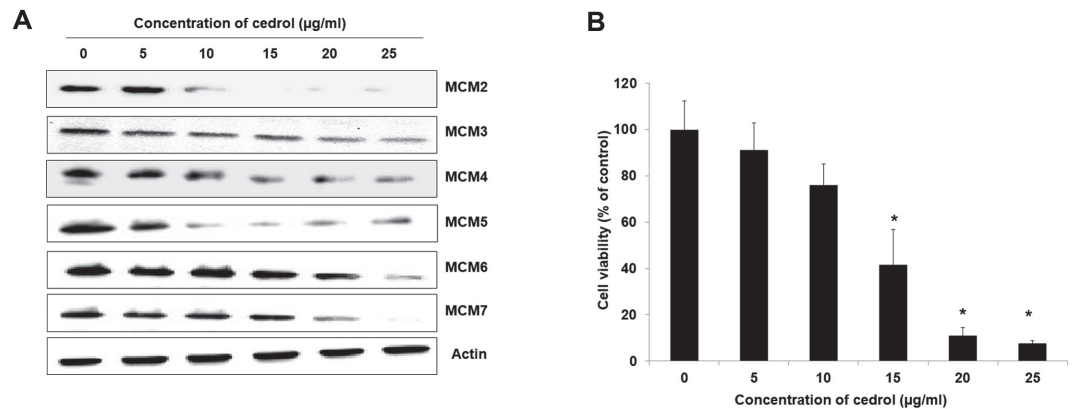 A
Concentration of cedrol (µg/ml)
0 5 10 15 20 25
MCM2
MCM3
MCM4
MCM5
MCM6
MCM7
Actin
B
120
100
80
60
40
20
0
Cell viability (% of control)
*
*
*
0 5 10 15 20 25
Concentration of cedrol (µg/ml)